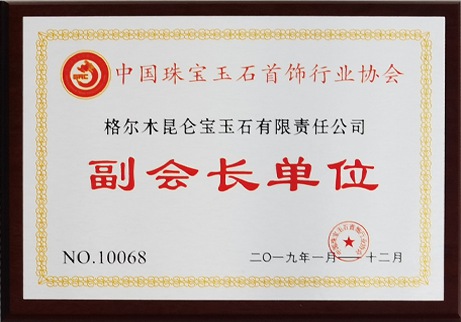 中国珠宝玉石首饰行业协会
格尔木昆仑宝玉石有限责任公司
副会长单位
NO.10068
二〇一九年一月——十二月